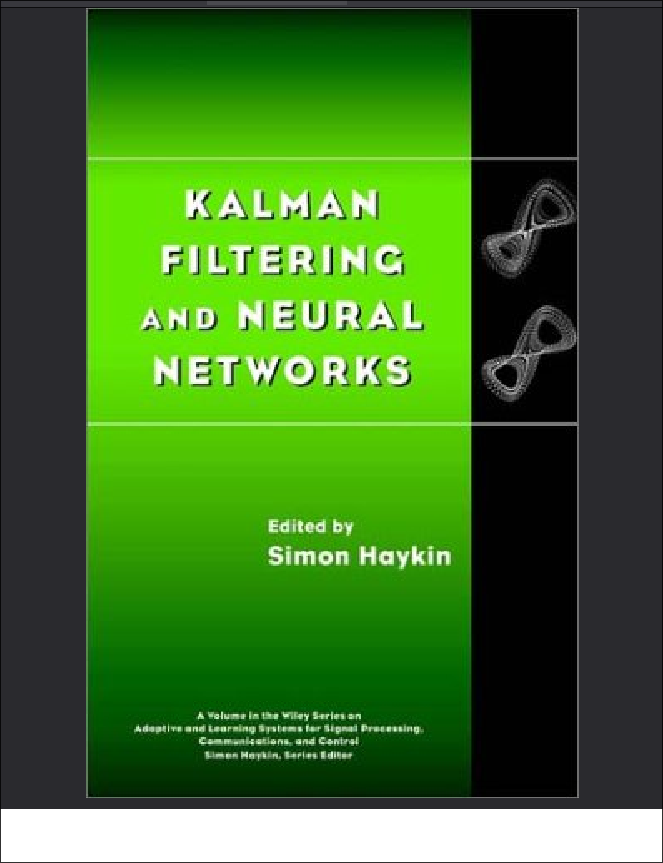 KALMAN
FILTERING
AND NEURAL
NETWORKS
Edited by
Simon Haykin
A Volume in the Wiley Series on
Adaptive and Learning Systems for Signal Processing,
Communications, and Control
Simon Haykin, Series Editor